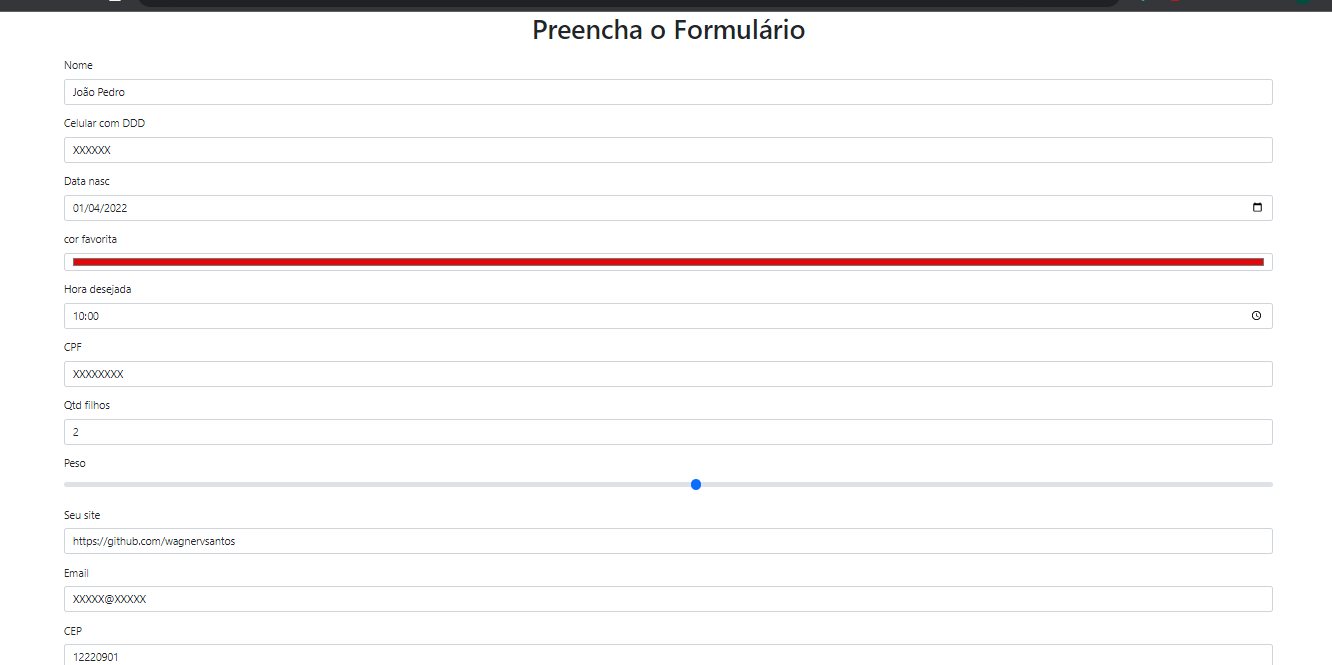 Preencha o Formulário
Nome
João Pedro
Celular com DDD
XXXXXX
Data nasc
01/04/2022
cor favorita
Hora desejada
10:00
CPF
XXXXXXXX
Qtd filhos
2
Peso
Seu site
https://github.com/wagnervsantos
Email
XXXXX@XXXXX
CEP
12220901